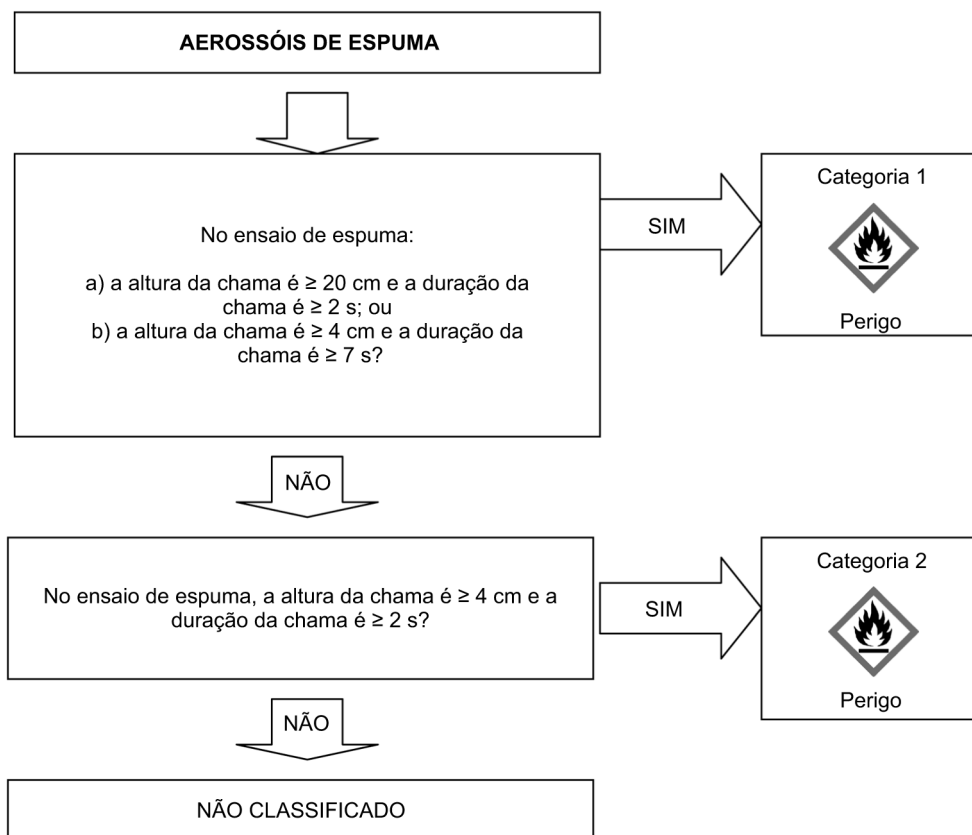 AEROSSÓIS DE ESPUMA
No ensaio de espuma:
a) a altura da chama é ≥ 20 cm e a duração da
chama é ≥ 2 s; ou
b) a altura da chama é ≥ 4 cm e a duração da
chama é ≥ 7 s?
SIM
Categoria 1
Perigo
NÃO
No ensaio de espuma, a altura da chama é ≥ 4 cm e a
duração da chama é ≥ 2 s?
SIM
Categoria 2
Perigo
NÃO
NÃO CLASSIFICADO